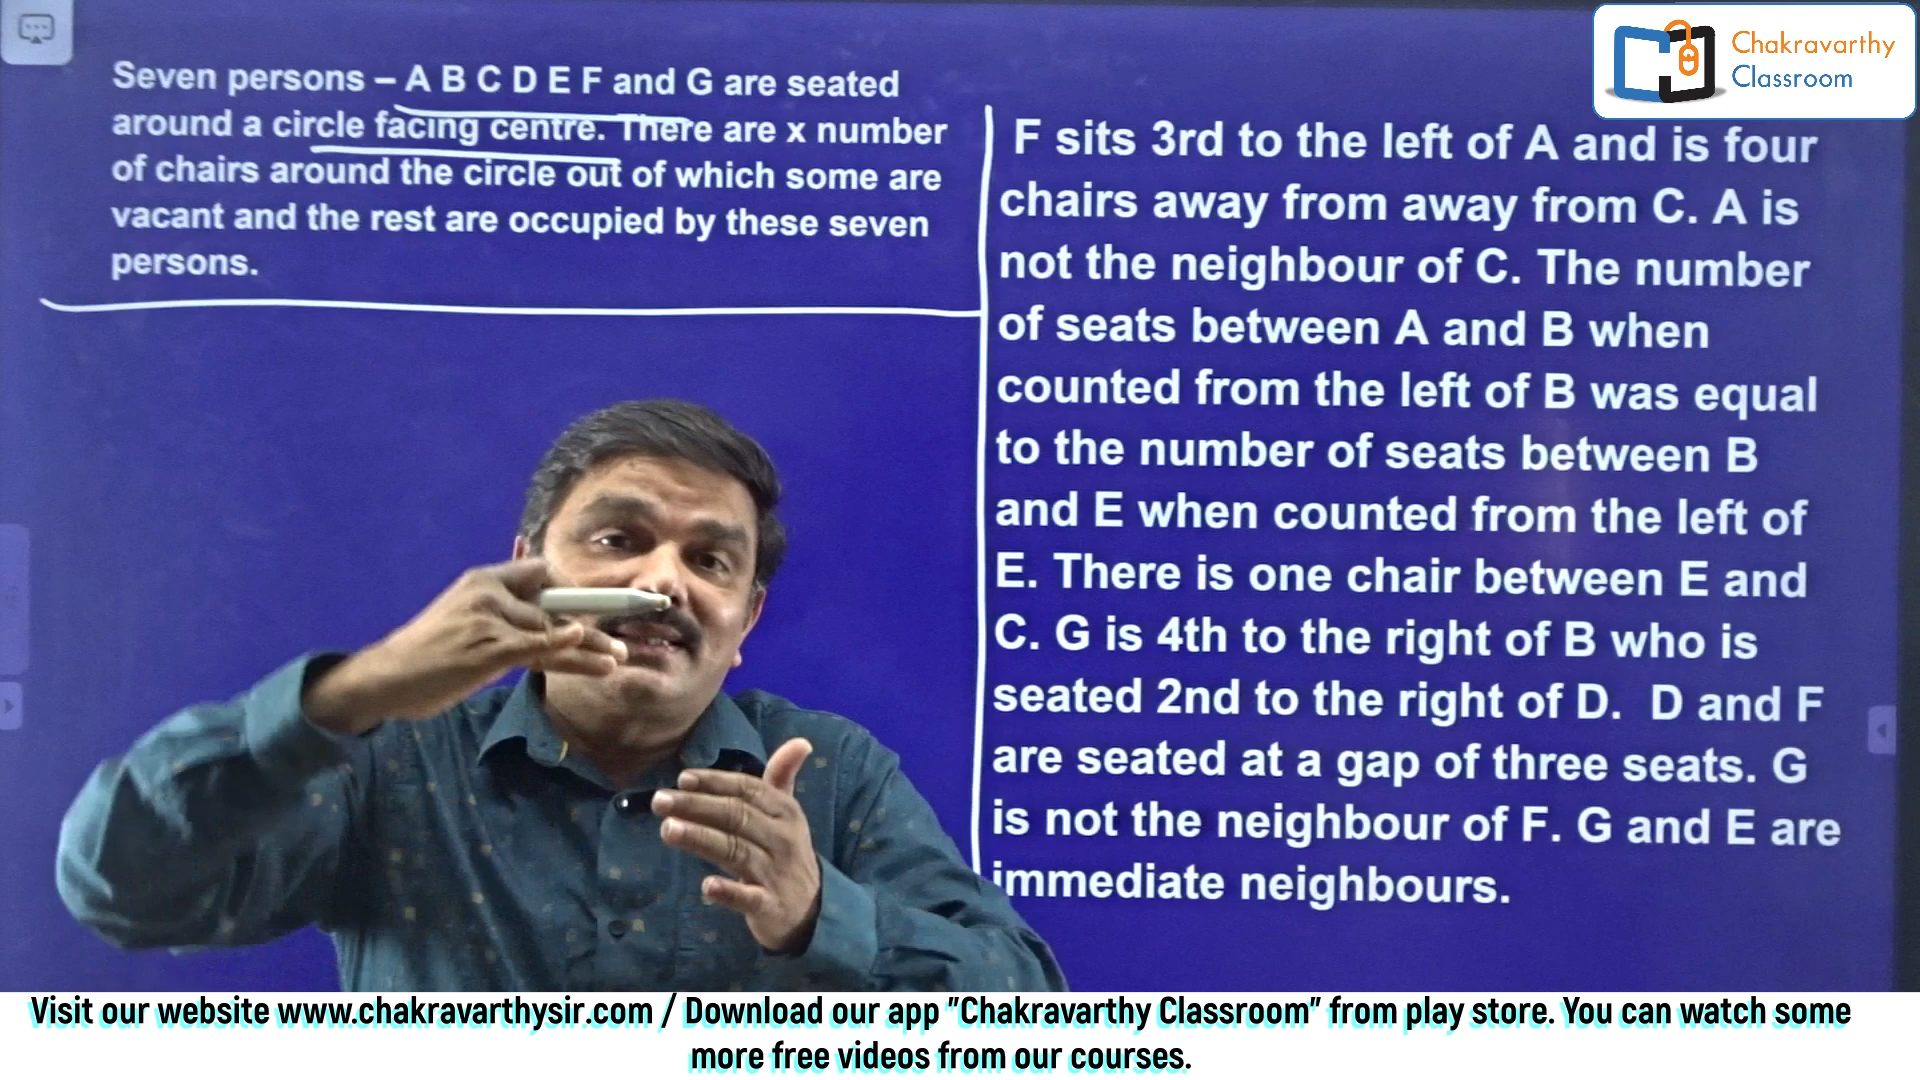 Chakravarthy
Classroom
Seven persons – A B C D E F and G are seated
around a circle facing centre. There are x number
of chairs around the circle out of which some are
vacant and the rest are occupied by these seven
persons.
F sits 3rd to the left of A and is four
chairs away from away from C. A is
not the neighbour of C. The number
of seats between A and B when
counted from the left of B was equal
to the number of seats between B
and E when counted from the left of
E. There is one chair between E and
C. G is 4th to the right of B who is
seated 2nd to the right of D. D and F
are seated at a gap of three seats. G
is not the neighbour of F. G and E are
immediate neighbours.
Visit our website www.chakravarthysir.com / Download our app "Chakravarthy Classroom" from play store. You can watch some
more free videos from our courses.